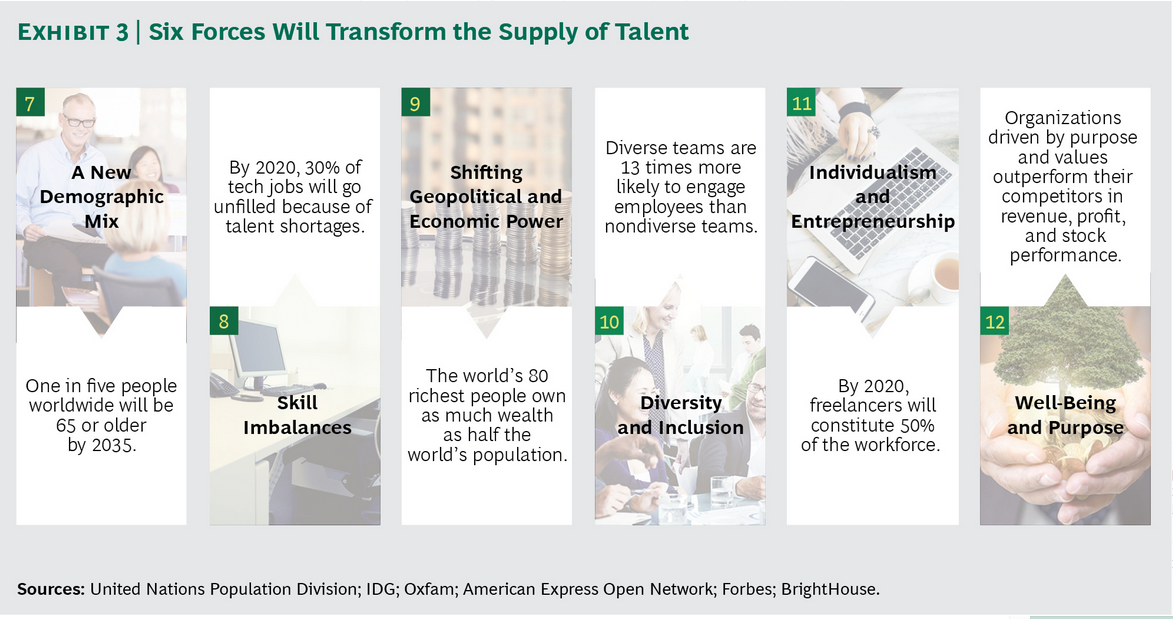 EXHIBIT 3 | Six Forces Will Transform the Supply of Talent
7
A New
Demographic
Mix
One in five people
worldwide will be
65 or older
by 2035.
By 2020, 30% of
tech jobs will go
unfilled because of
talent shortages.
8
Skill
Imbalances
9
Shifting
Geopolitical and
Economic Power
The world's 80
richest people own
as much wealth
as half the
world's population.
Diverse teams are
13 times more
likely to engage
employees than
nondiverse teams.
10
Diversity
and Inclusion
11
Individualism
and
Entrepreneurship
By 2020,
freelancers will
constitute 50%
of the workforce.
Organizations
driven by purpose
and values
outperform their
competitors in
revenue, profit,
and stock
performance.
12
Well-Being
and Purpose
Sources: United Nations Population Division; IDG; Oxfam; American Express Open Network; Forbes; BrightHouse.